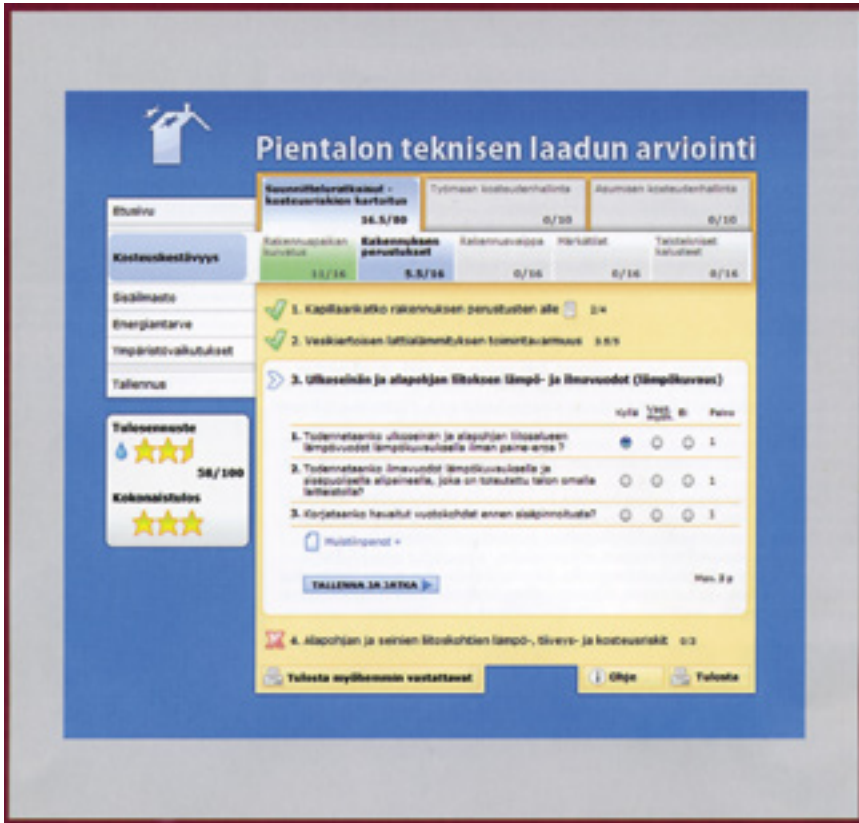 Pientalon teknisen laadun arviointi
Etusivu
Kosteuskestävyys
Sisäilmasto
Energiantarve
Ympäristövaikutukset
Tallennus
Tulosennuste
58/100
Kokonaistulos
Suunnitteluratkaisut -
kosteusriskien kartoitus
16.5/80
Työmaan kosteudenhallinta
0/10
Asumisen kosteudenhallinta
0/10
Rakennuspaikan
kuivatus
11/16
Rakennuksen
perustukset
5.5/16
Rakennusvaippa
0/16
Märkätilat
0/16
Talotekniset
kalusteet
0/16
1. Kapillaarikatko rakennuksen perustusten alle 2/4
2. Vesikiertoisen lattialämmityksen toimintavarmuus 3.5/5
3. Ulkoseinän ja alapohjan liitoksen lämpö- ja ilmavuodot (lämpökuvaus)
Kyllä Ei Paino
1. Todennetaanko ulkoseinän ja alapohjan liitosalueen
lämpövuodot lämpökuvauksella ilman paine-eroa ? 1
2. Todennetaanko ilmavuodot lämpökuvauksella ja
sisäpuolisella alipaineella, joka on toteutettu talon omalla
laitteistolla? 1
3. Korjataanko havaitut vuotokohdat ennen sisäpinnoitusta? 1
Muistiinpanot +
TALLENNA JA JATKA
Max. 3 p
4. Alapohjan ja seinien liitoskohtien lämpö-, tiiveys- ja kosteusriskit 0/3
Tulosta myöhemmin vastattavat
Ohje
Tulosta